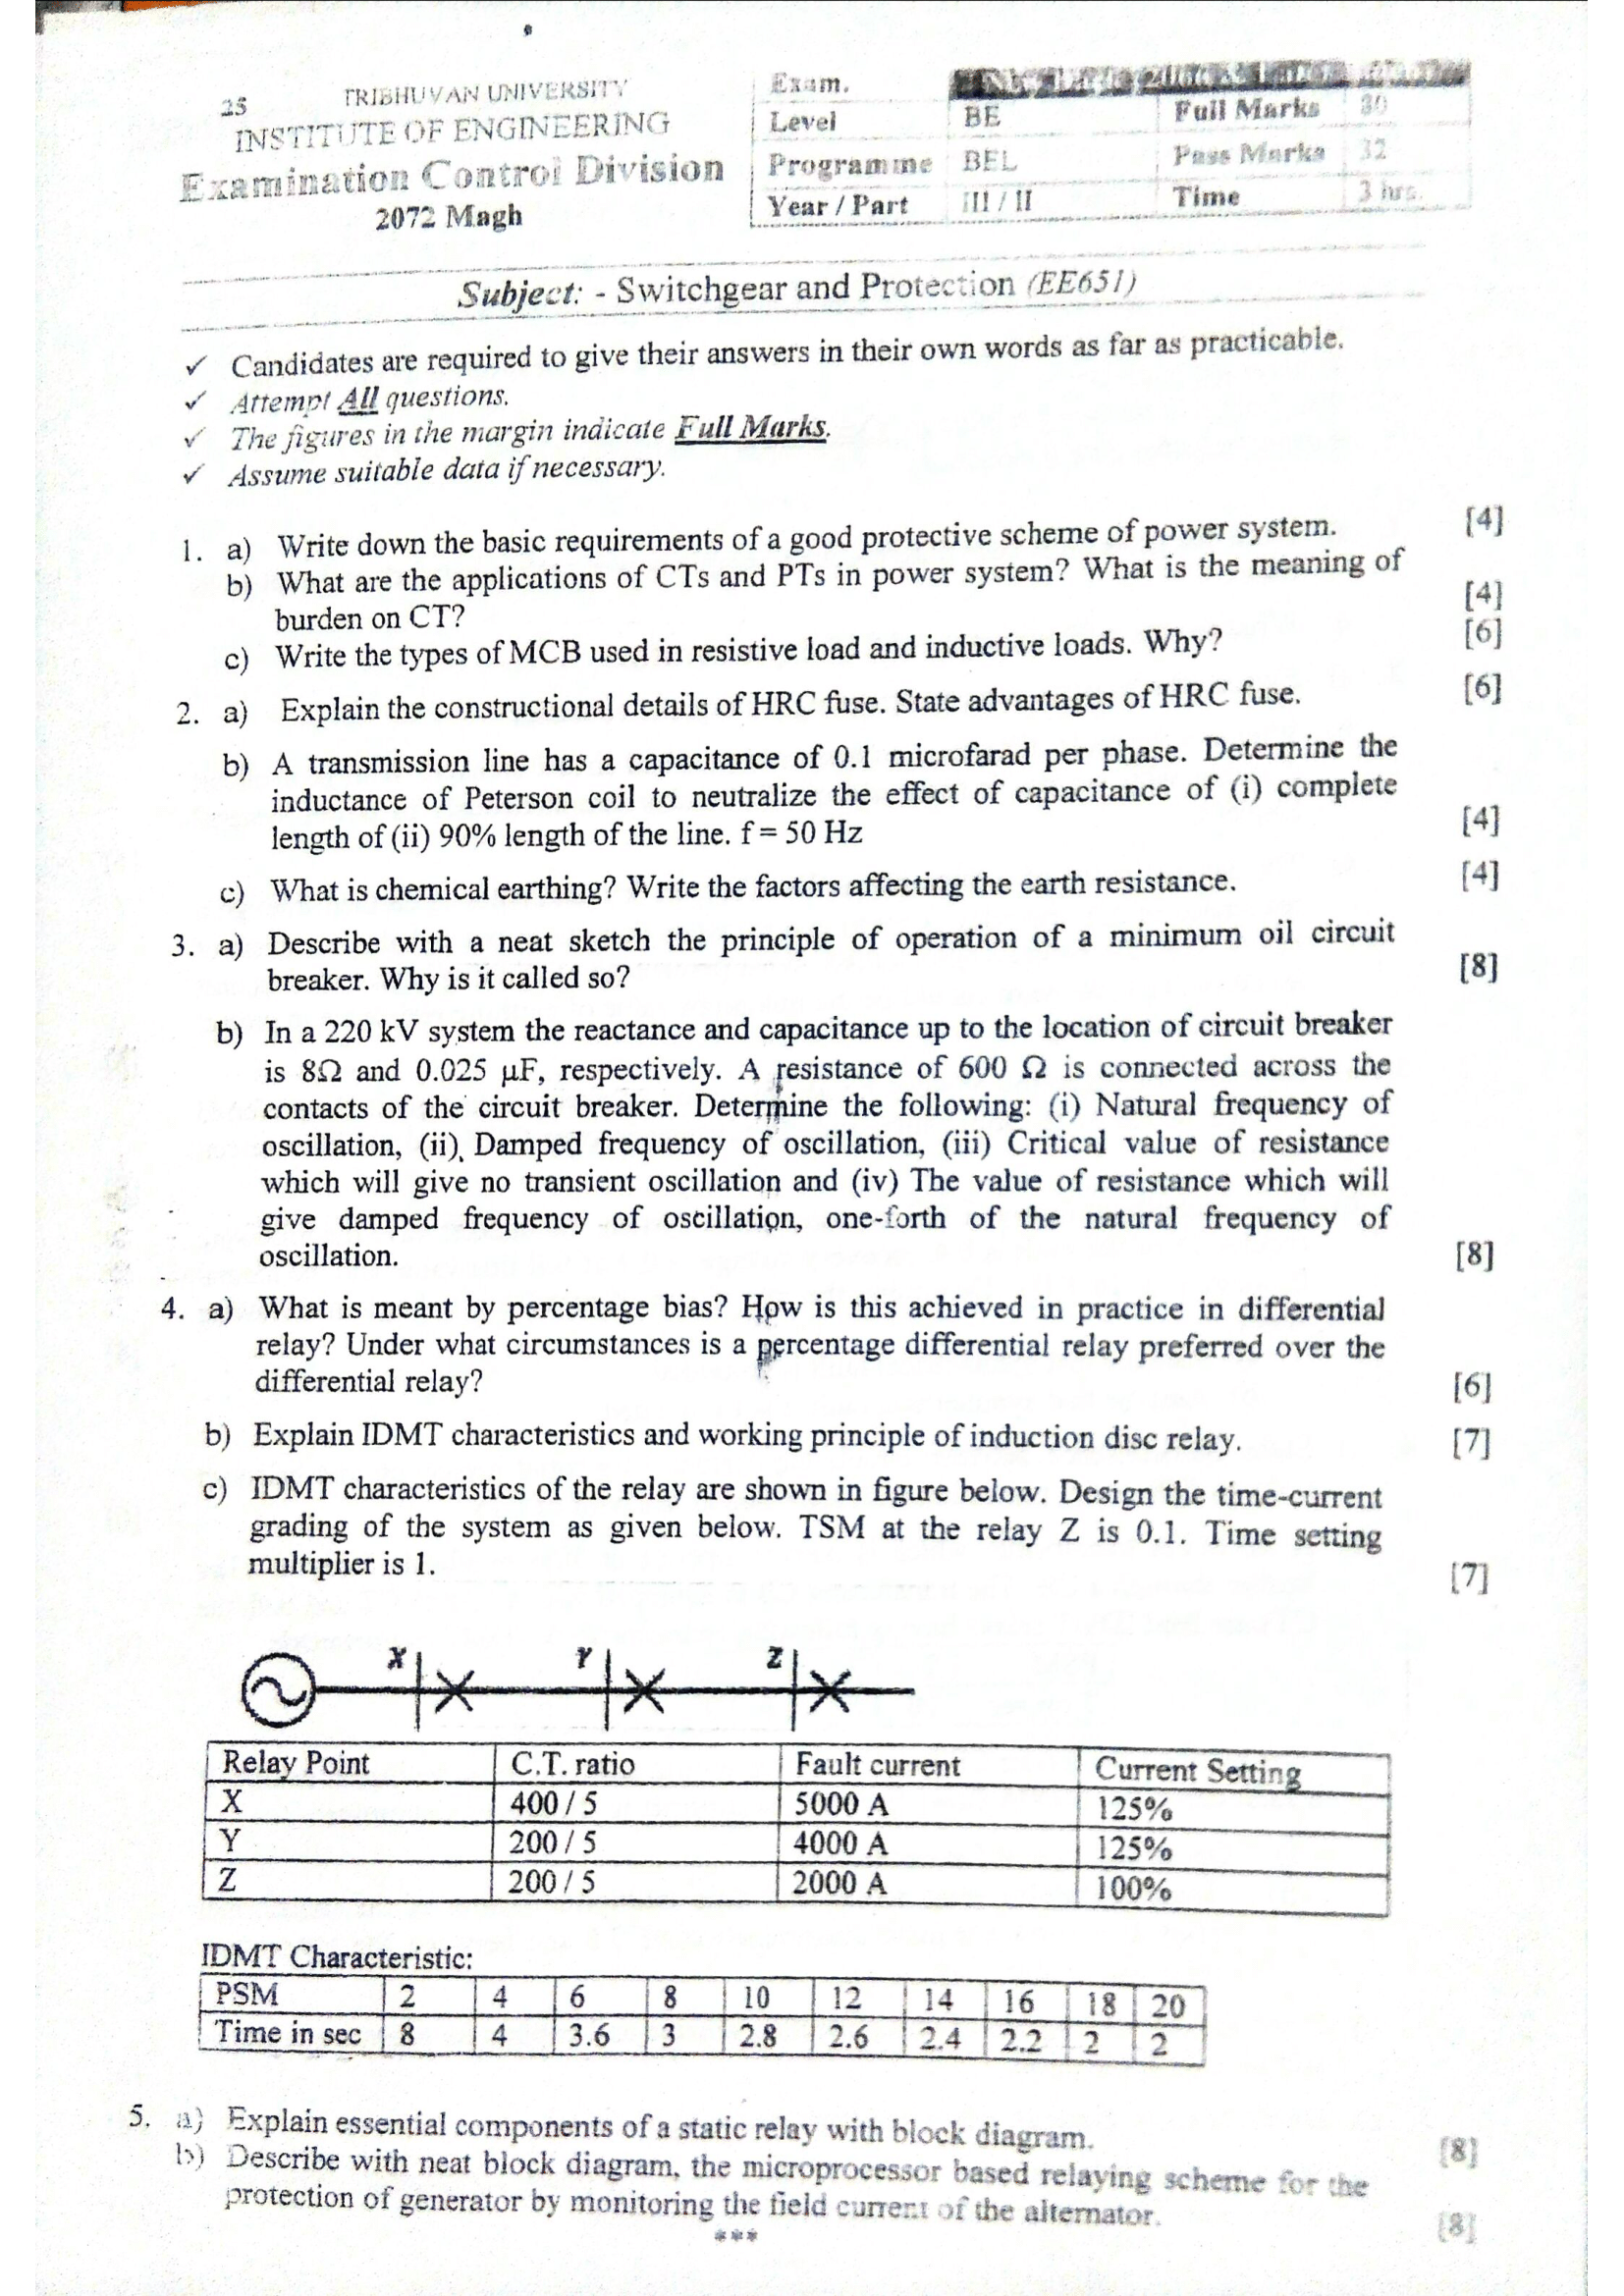 25
TRIBHUVAN UNIVERSITY
INSTITUTE OF ENGINEERING
Examination Control Division
2072 Magh
Exam.
Level BE Full Marks 80
Programme BEL Pass Marks 32
Year / Part III / II Time 3 hrs.
Subject: - Switchgear and Protection (EE651)
✓ Candidates are required to give their answers in their own words as far as practicable.
✓ Attempt All questions.
✓ The figures in the margin indicate Full Marks.
✓ Assume suitable data if necessary.
1. a) Write down the basic requirements of a good protective scheme of power system. [4]
b) What are the applications of CTs and PTs in power system? What is the meaning of
burden on CT? [4]
c) Write the types of MCB used in resistive load and inductive loads. Why? [6]
2. a) Explain the constructional details of HRC fuse. State advantages of HRC fuse. [6]
b) A transmission line has a capacitance of 0.1 microfarad per phase. Determine the
inductance of Peterson coil to neutralize the effect of capacitance of (i) complete
length of (ii) 90% length of the line. f = 50 Hz [4]
c) What is chemical earthing? Write the factors affecting the earth resistance. [4]
3. a) Describe with a neat sketch the principle of operation of a minimum oil circuit
breaker. Why is it called so? [8]
b) In a 220 kV system the reactance and capacitance up to the location of circuit breaker
is 8Ω and 0.025 μF, respectively. A resistance of 600 Ω is connected across the
contacts of the circuit breaker. Determine the following: (i) Natural frequency of
oscillation, (ii) Damped frequency of oscillation, (iii) Critical value of resistance
which will give no transient oscillation and (iv) The value of resistance which will
give damped frequency of oscillation, one-forth of the natural frequency of
oscillation. [8]
4. a) What is meant by percentage bias? How is this achieved in practice in differential
relay? Under what circumstances is a percentage differential relay preferred over the
differential relay? [6]
b) Explain IDMT characteristics and working principle of induction disc relay. [7]
c) IDMT characteristics of the relay are shown in figure below. Design the time-current
grading of the system as given below. TSM at the relay Z is 0.1. Time setting
multiplier is 1. [7]
X Y Z
Relay Point C.T. ratio Fault current Current Setting
X 400 / 5 5000 A 125%
Y 200 / 5 4000 A 125%
Z 200 / 5 2000 A 100%
IDMT Characteristic:
PSM 2 4 6 8 10 12 14 16 18 20
Time in sec 8 4 3.6 3 2.8 2.6 2.4 2.2 2 2
5. a) Explain essential components of a static relay with block diagram. [8]
b) Describe with neat block diagram, the microprocessor based relaying scheme for the
protection of generator by monitoring the field current of the alternator. [8]
***